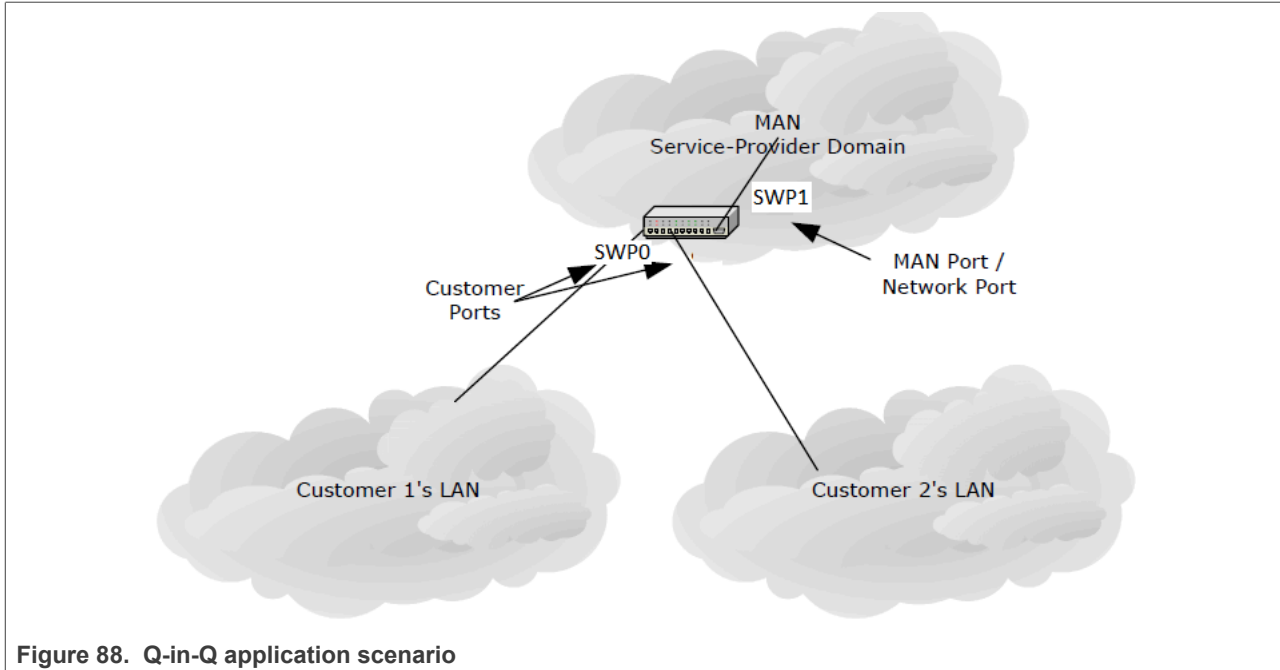 MAN
Service-Provider Domain
SWP1
SWP0
MAN Port /
Network Port
Customer
Ports
Customer 1's LAN
Customer 2's LAN
Figure 88. Q-in-Q application scenario